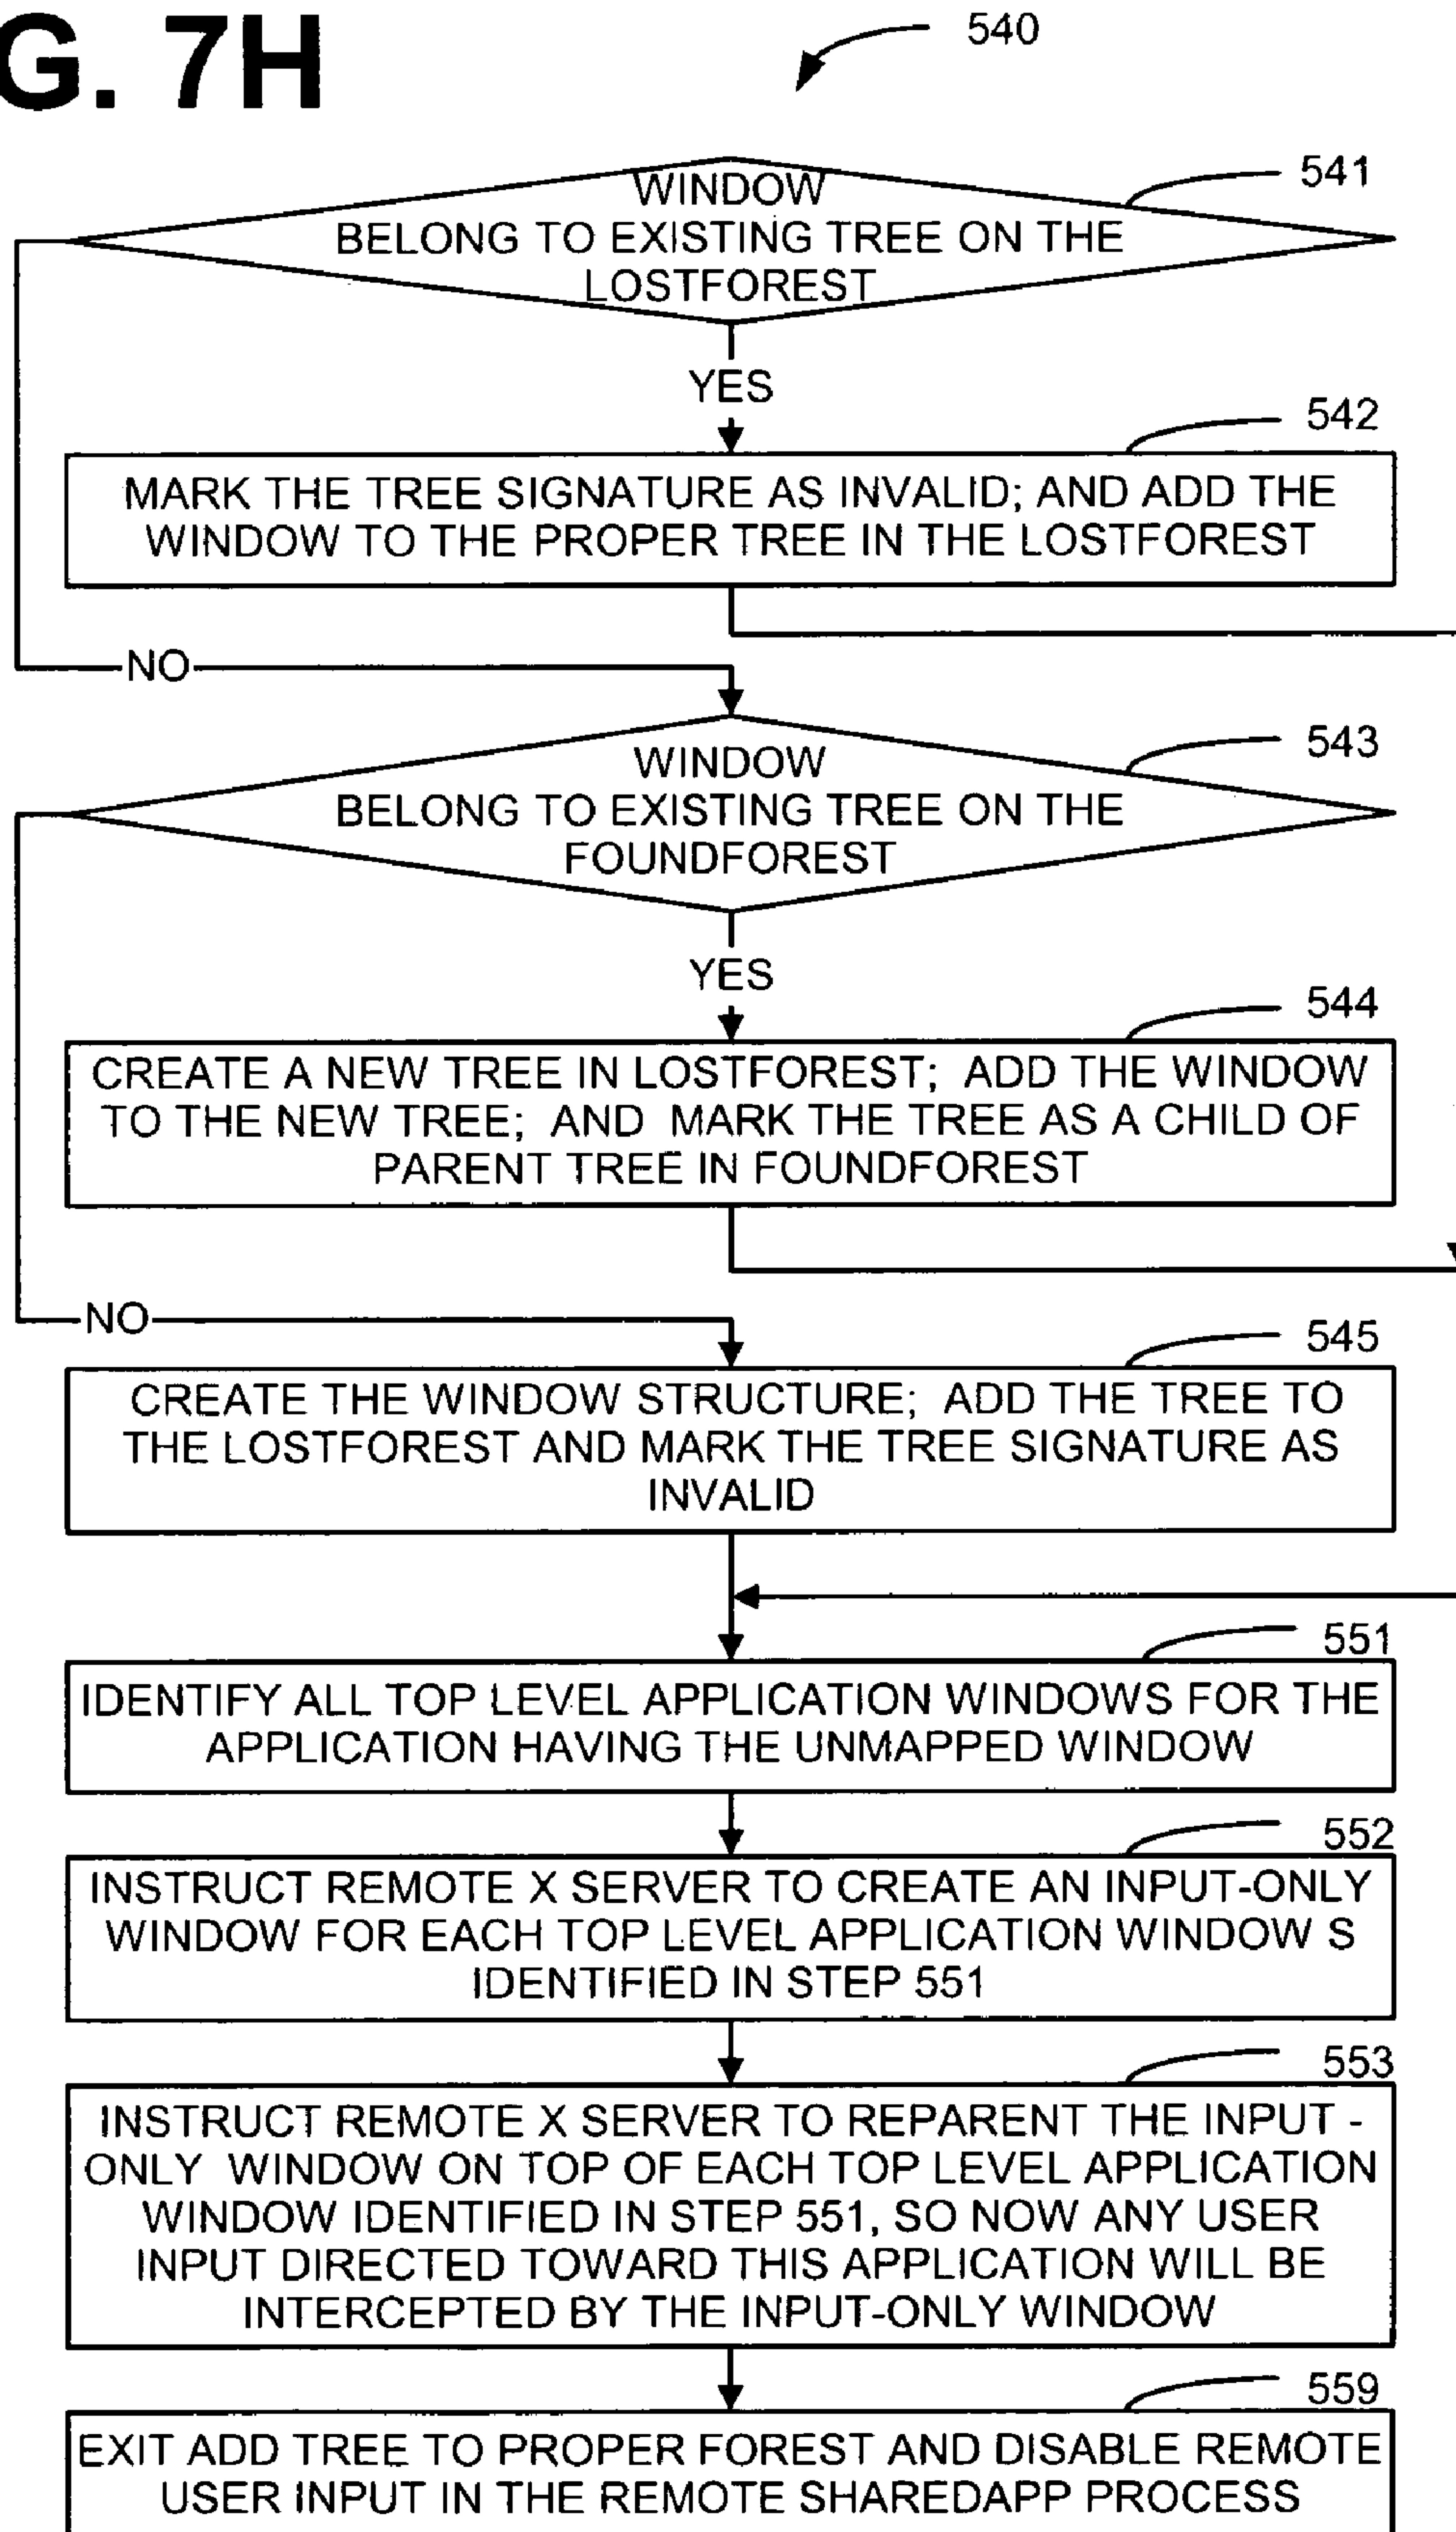 G. 7H
540
541
WINDOW
BELONG TO EXISTING TREE ON THE
LOSTFOREST
YES
542
MARK THE TREE SIGNATURE AS INVALID; AND ADD THE
WINDOW TO THE PROPER TREE IN THE LOSTFOREST
NO
543
WINDOW
BELONG TO EXISTING TREE ON THE
FOUNDFOREST
YES
544
CREATE A NEW TREE IN LOSTFOREST; ADD THE WINDOW
TO THE NEW TREE; AND MARK THE TREE AS A CHILD OF
PARENT TREE IN FOUNDFOREST
NO
545
CREATE THE WINDOW STRUCTURE; ADD THE TREE TO
THE LOSTFOREST AND MARK THE TREE SIGNATURE AS
INVALID
551
IDENTIFY ALL TOP LEVEL APPLICATION WINDOWS FOR THE
APPLICATION HAVING THE UNMAPPED WINDOW
552
INSTRUCT REMOTE X SERVER TO CREATE AN INPUT-ONLY
WINDOW FOR EACH TOP LEVEL APPLICATION WINDOW S
IDENTIFIED IN STEP 551
553
INSTRUCT REMOTE X SERVER TO REPARENT THE INPUT -
ONLY WINDOW ON TOP OF EACH TOP LEVEL APPLICATION
WINDOW IDENTIFIED IN STEP 551, SO NOW ANY USER
INPUT DIRECTED TOWARD THIS APPLICATION WILL BE
INTERCEPTED BY THE INPUT-ONLY WINDOW
559
EXIT ADD TREE TO PROPER FOREST AND DISABLE REMOTE
USER INPUT IN THE REMOTE SHAREDAPP PROCESS